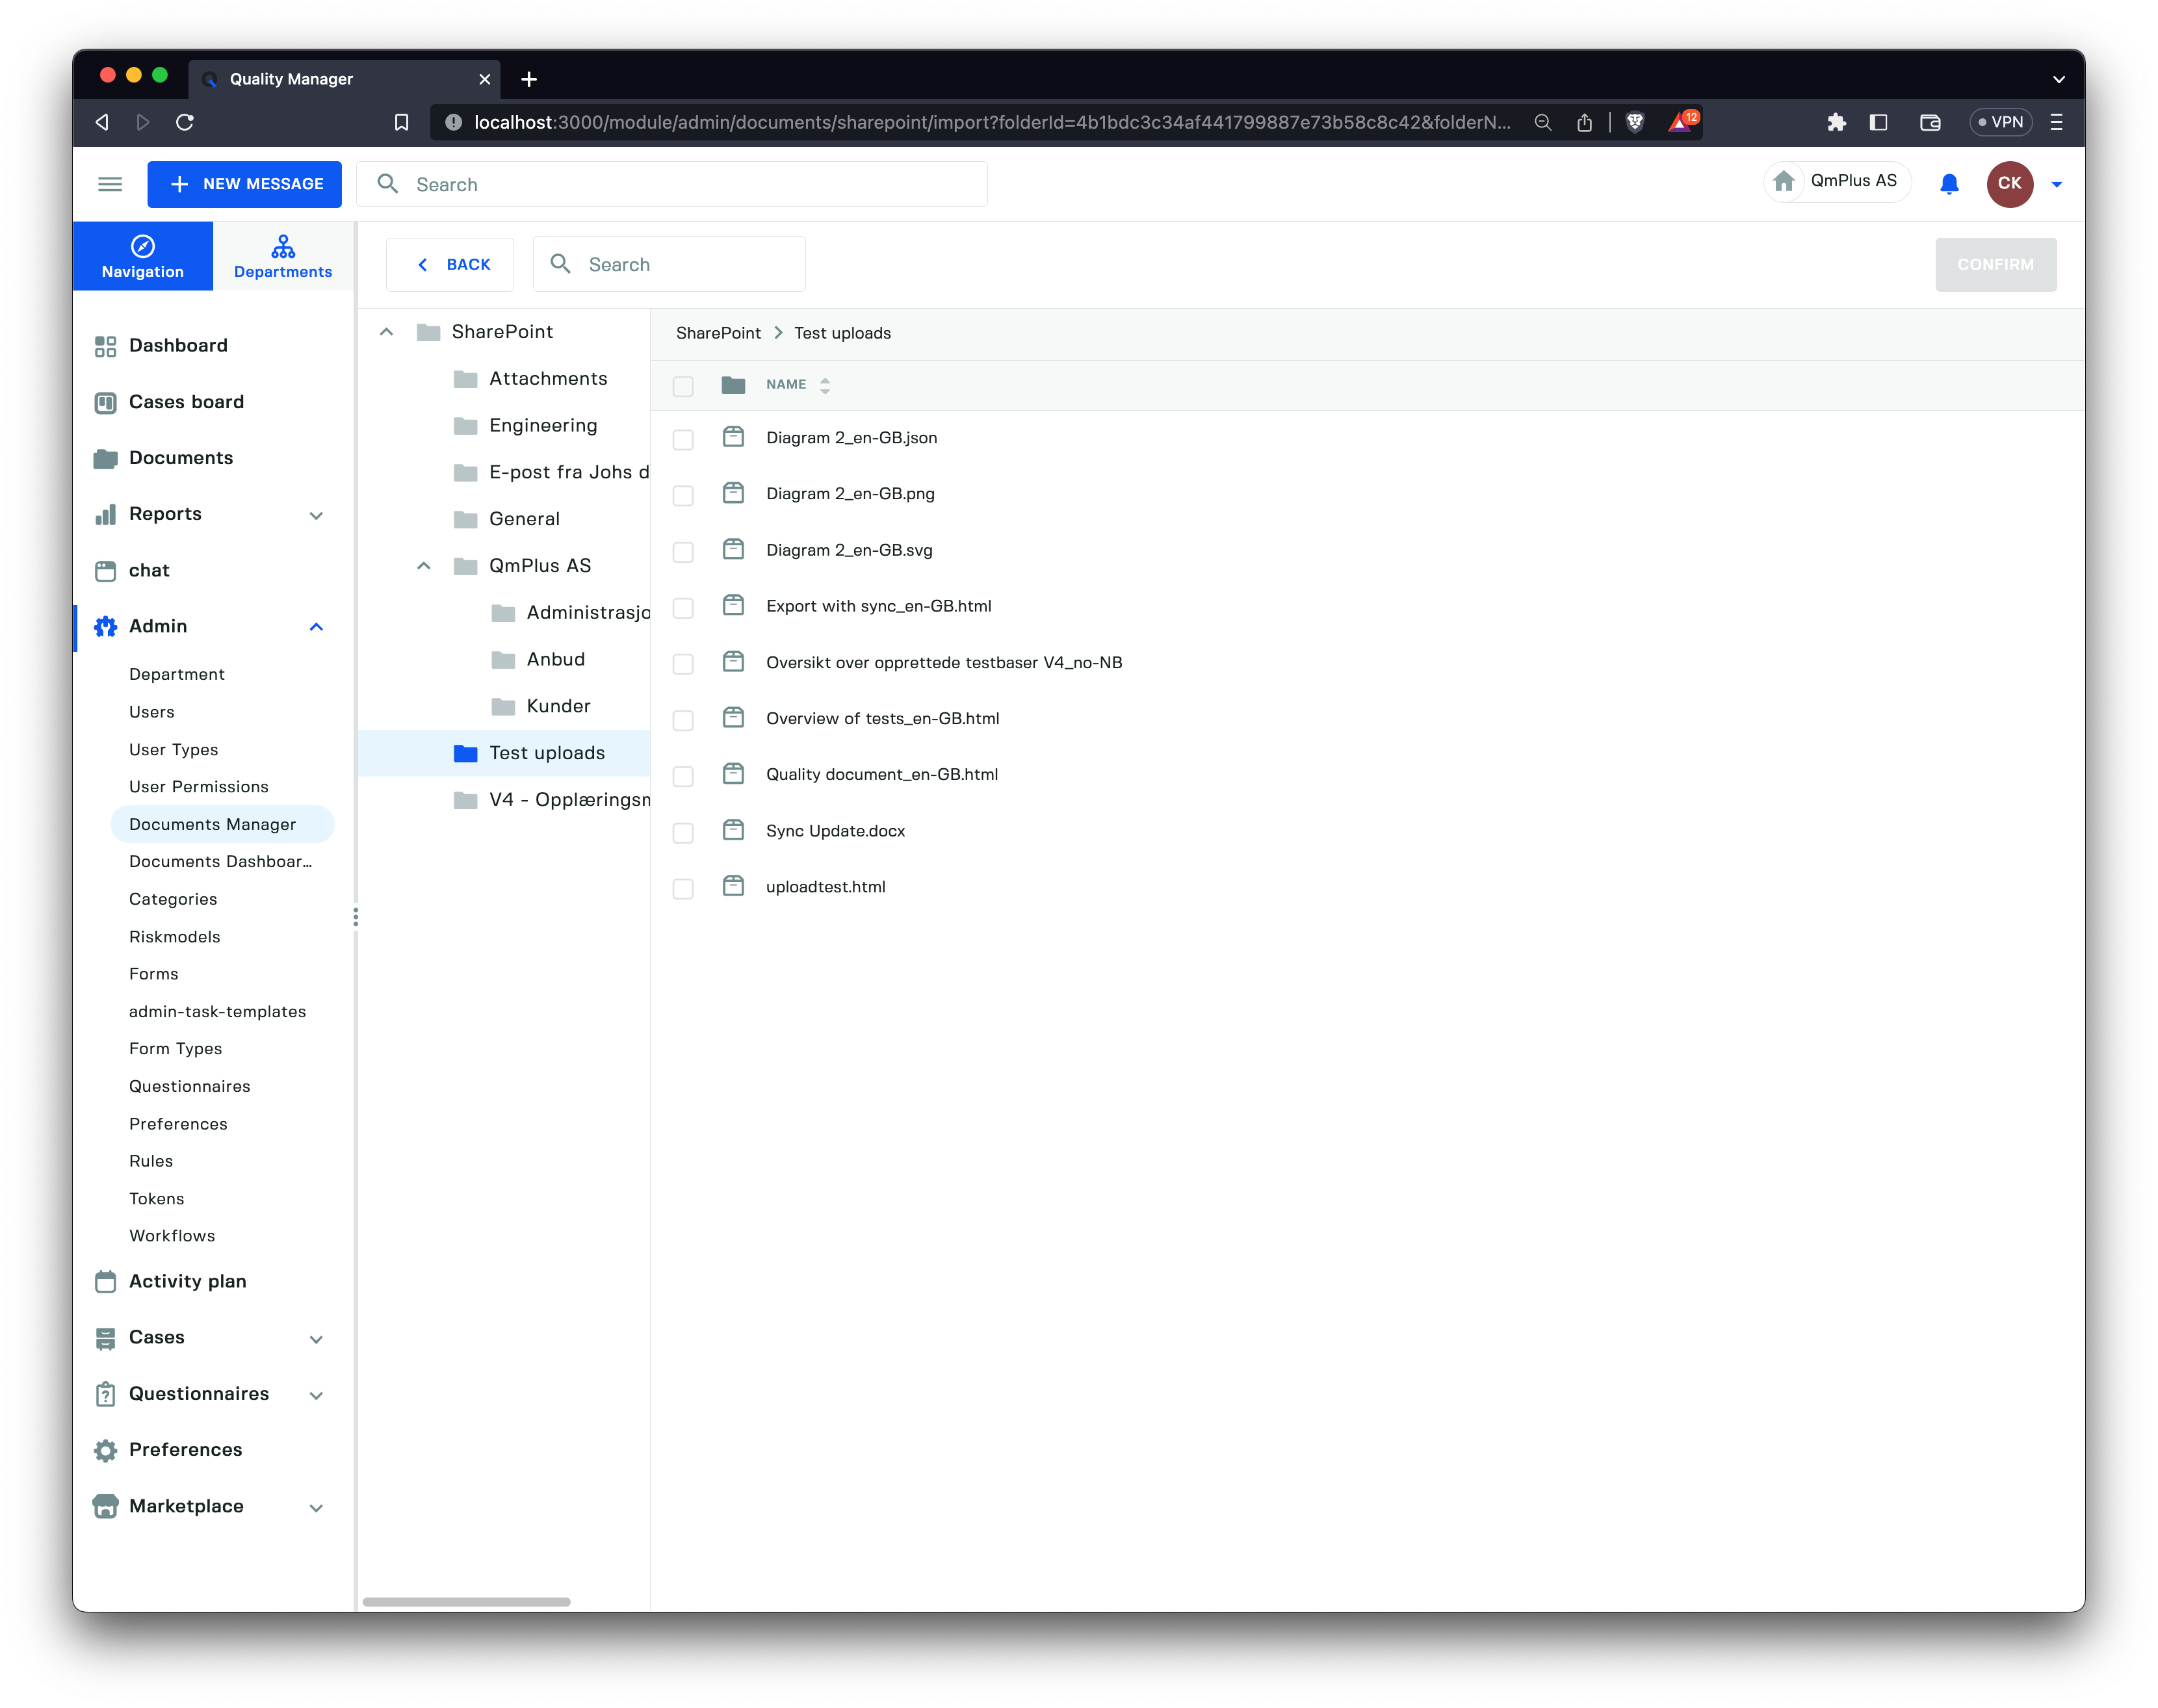 Quality Manager
localhost:3000/module/admin/documents/sharepoint/import?folderId=4b1bdc3c34af441799887e73b58c8c42&folderN...
12
VPN
NEW MESSAGE
Search
QmPlus AS
CK
Navigation
Departments
BACK
Search
CONFIRM
Dashboard
Cases board
Documents
Reports
chat
Admin
Department
Users
User Types
User Permissions
Documents Manager
Documents Dashboar...
Categories
Riskmodels
Forms
admin-task-templates
Form Types
Questionnaires
Preferences
Rules
Tokens
Workflows
Activity plan
Cases
Questionnaires
Preferences
Marketplace
SharePoint
Attachments
Engineering
E-post fra Johs d
General
QmPlus AS
Administrasjo
Anbud
Kunder
Test uploads
V4 - Opplæringsm
SharePoint > Test uploads
NAME
Diagram 2_en-GB.json
Diagram 2_en-GB.png
Diagram 2_en-GB.svg
Export with sync_en-GB.html
Oversikt over opprettede testbaser V4_no-NB
Overview of tests_en-GB.html
Quality document_en-GB.html
Sync Update.docx
uploadtest.html